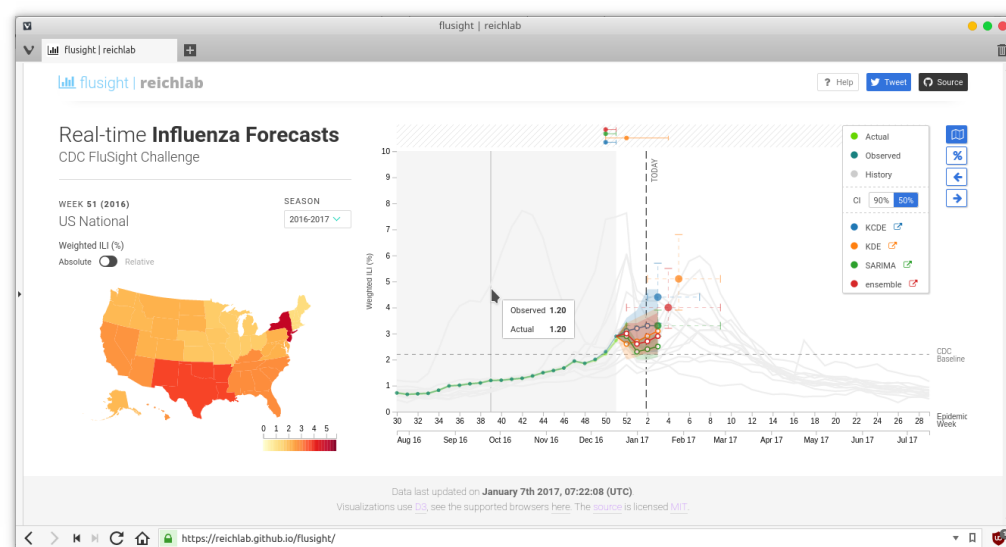 flusight | reichlab
flusight | reichlab
flusight | reichlab
? Help
Tweet
Source
Real-time Influenza Forecasts
CDC FluSight Challenge
WEEK 51 (2016)
US National
SEASON
2016-2017
Weighted ILI (%)
Absolute
Relative
0 1 2 3 4 5
Weighted ILI (%)
10
9
8
7
6
5
4
3
2
1
0
TODAY
Observed 1.20
Actual 1.20
CDC
Baseline
30 32 34 36 38 40 42 44 46 48 50 52 2 4 6 8 10 12 14 16 18 20 22 24 26 28
Epidemic
Week
Aug 16 Sep 16 Oct 16 Nov 16 Dec 16 Jan 17 Feb 17 Mar 17 Apr 17 May 17 Jun 17 Jul 17
Actual
Observed
History
CI 90% 50%
KCDE
KDE
SARIMA
ensemble
%
Data last updated on January 7th 2017, 07:22:08 (UTC)
Visualizations use D3, see the supported browsers here. The source is licensed MIT.
https://reichlab.github.io/flusight/